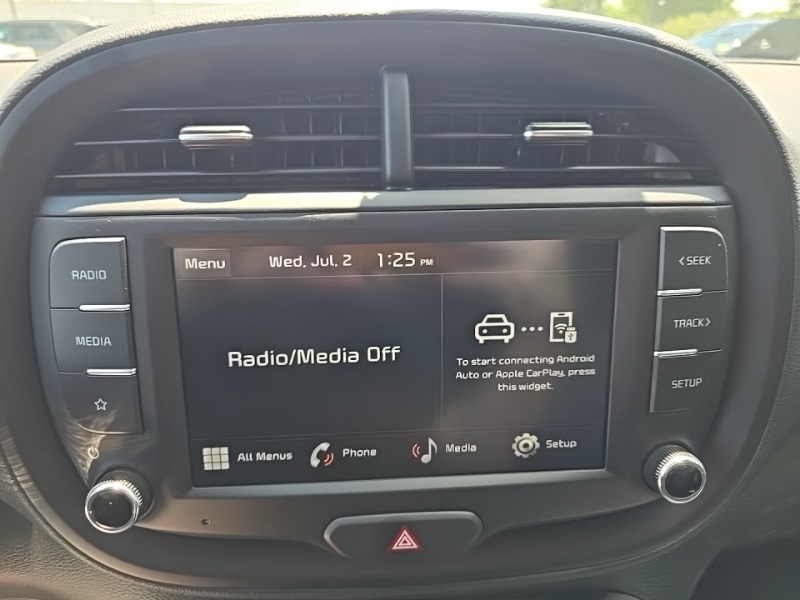 Menu Wed, Jul, 2 1:25 PM
RADIO
MEDIA
Radio/Media Off
To start connecting Android
Auto or Apple CarPlay, press
this widget.
All Menus Phone Media Setup
<SEEK
TRACK>
SETUP